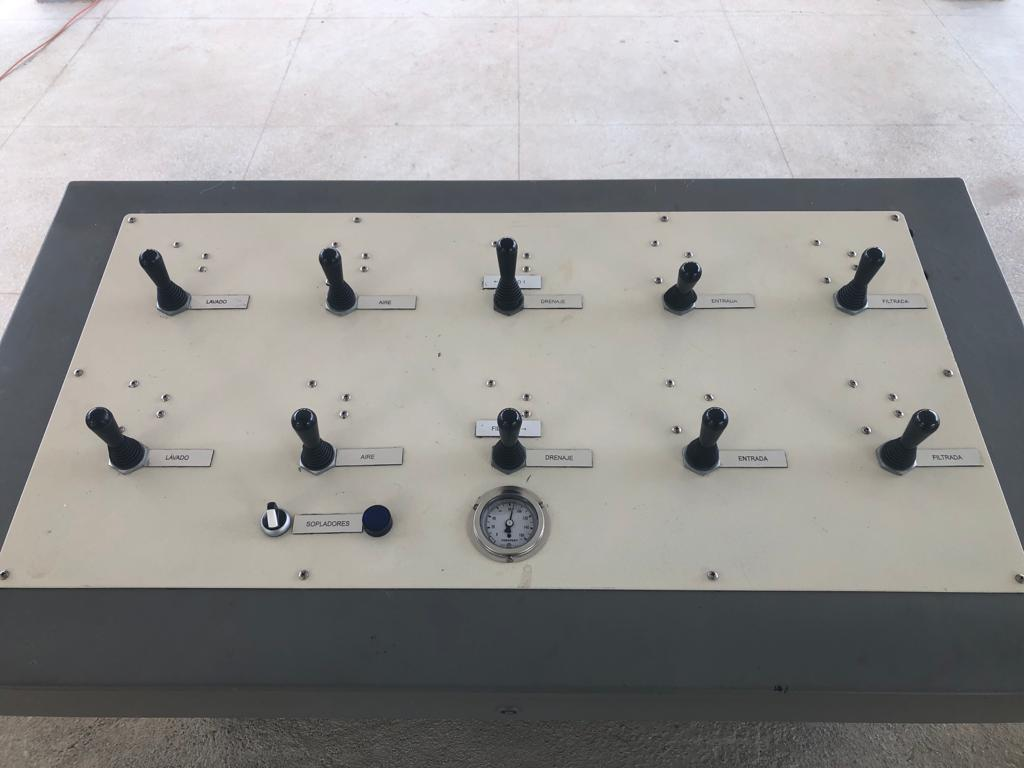 LAVADO
AIRE
DRENAJE
ENTRADA
FILTRADA
LAVADO
AIRE
DRENAJE
ENTRADA
FILTRADA
SOPLADORES